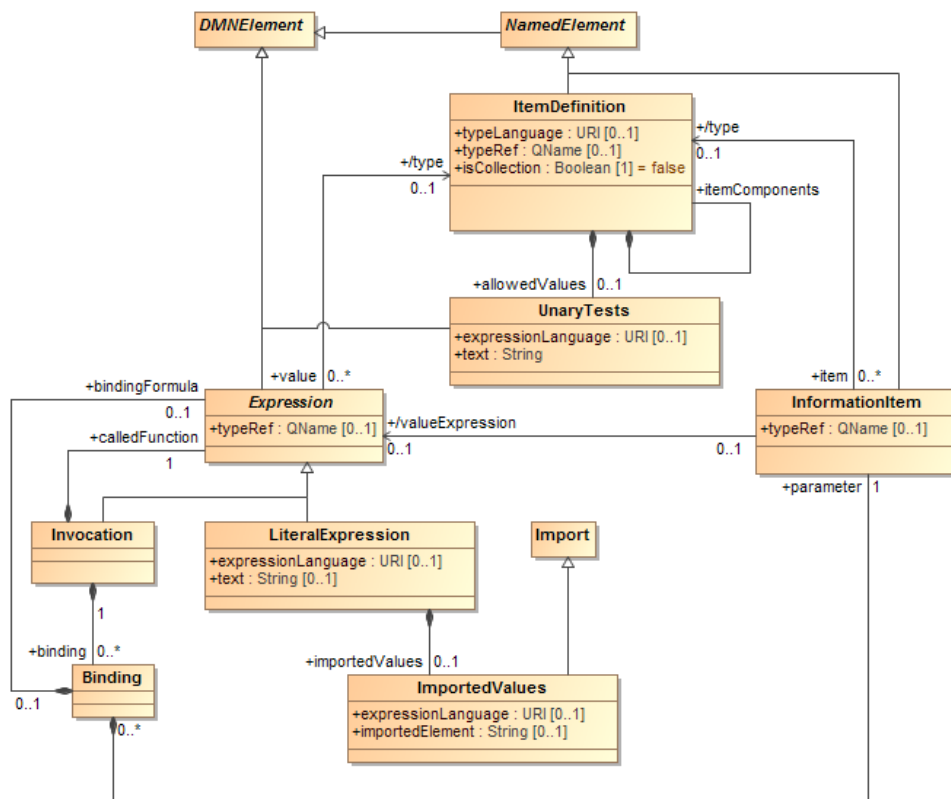 DMNElement
NamedElement
ItemDefinition
+typeLanguage : URI [0..1]
+typeRef : QName [0..1]
+isCollection : Boolean [1] = false
+/type
0..1
+/type
0..1
+itemComponents
+allowedValues
0..1
UnaryTests
+expressionLanguage : URI [0..1]
+text : String
+value
0..*
+item
0..*
+bindingFormula
0..1
+calledFunction
1
Expression
+typeRef : QName [0..1]
+/valueExpression
0..1
0..1
InformationItem
+typeRef : QName [0..1]
+parameter
1
Invocation
LiteralExpression
+expressionLanguage : URI [0..1]
+text : String [0..1]
Import
1
+binding
0..*
+importedValues
0..1
Binding
0..1
0..*
ImportedValues
+expressionLanguage : URI [0..1]
+importedElement : String [0..1]